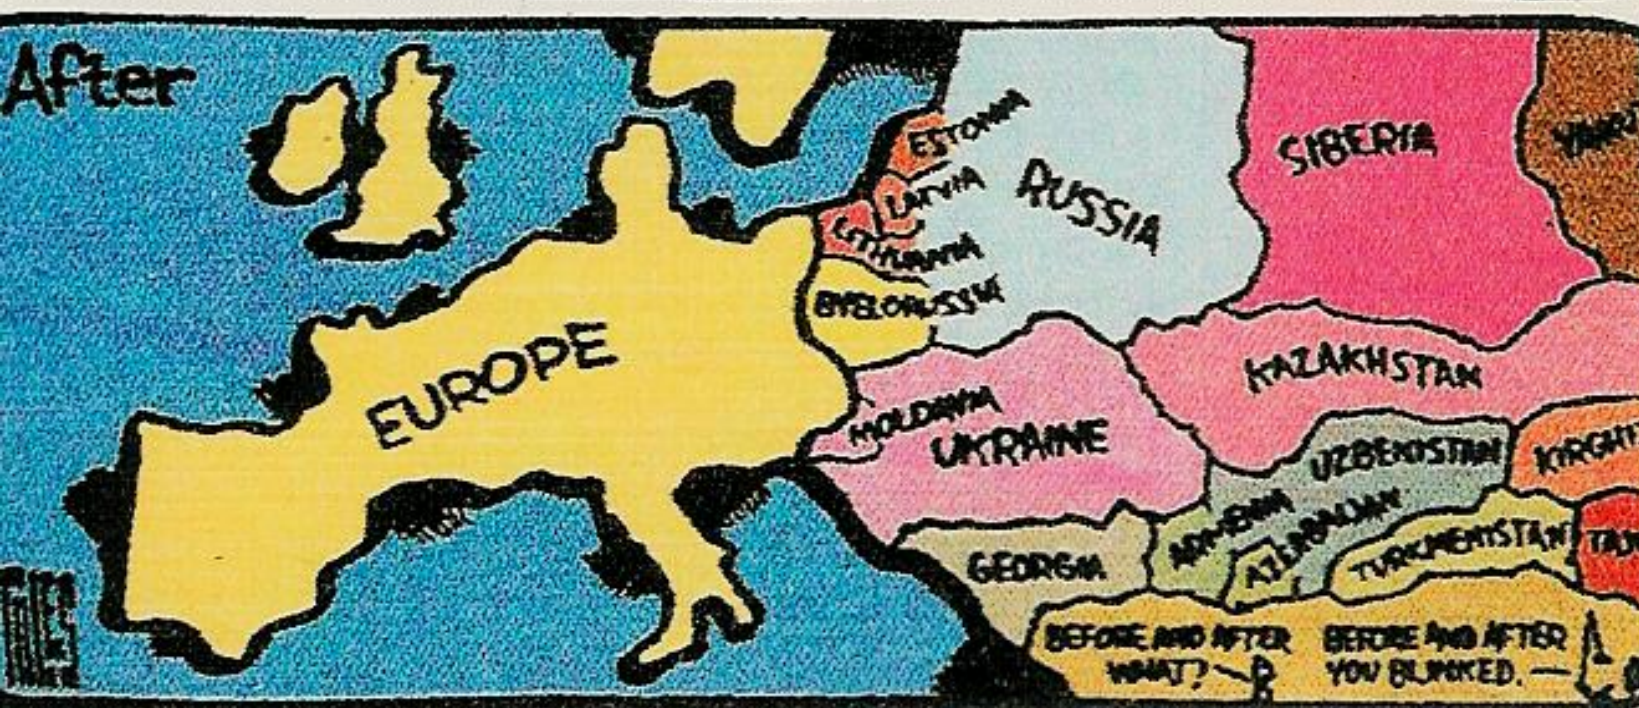 After
ESTONIA
LATVIA
LITHUANIA
RUSSIA
SIBERIA
BYELORUSSIA
EUROPE
KAZAKHSTAN
MOLDAVIA
UKRAINE
UZBEKISTAN
ARMENIA
AZERBAIJAN
TURKMENISTAN
GEORGIA
BEFORE AND AFTER
WHAT?
BEFORE AND AFTER
YOU BLINKED.